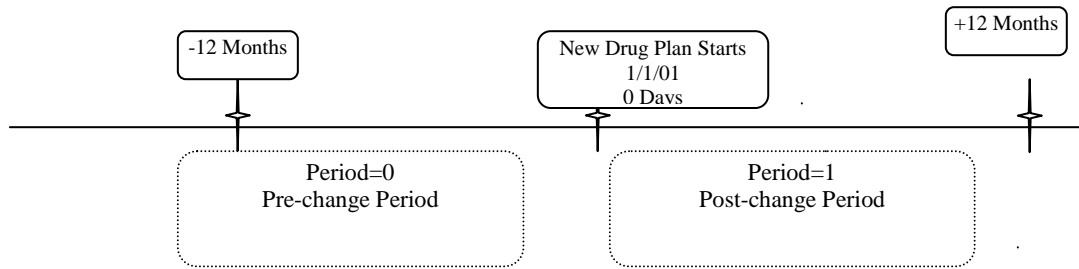 -12 Months
New Drug Plan Starts
1/1/01
0 Days
+12 Months
Period=0
Pre-change Period
Period=1
Post-change Period